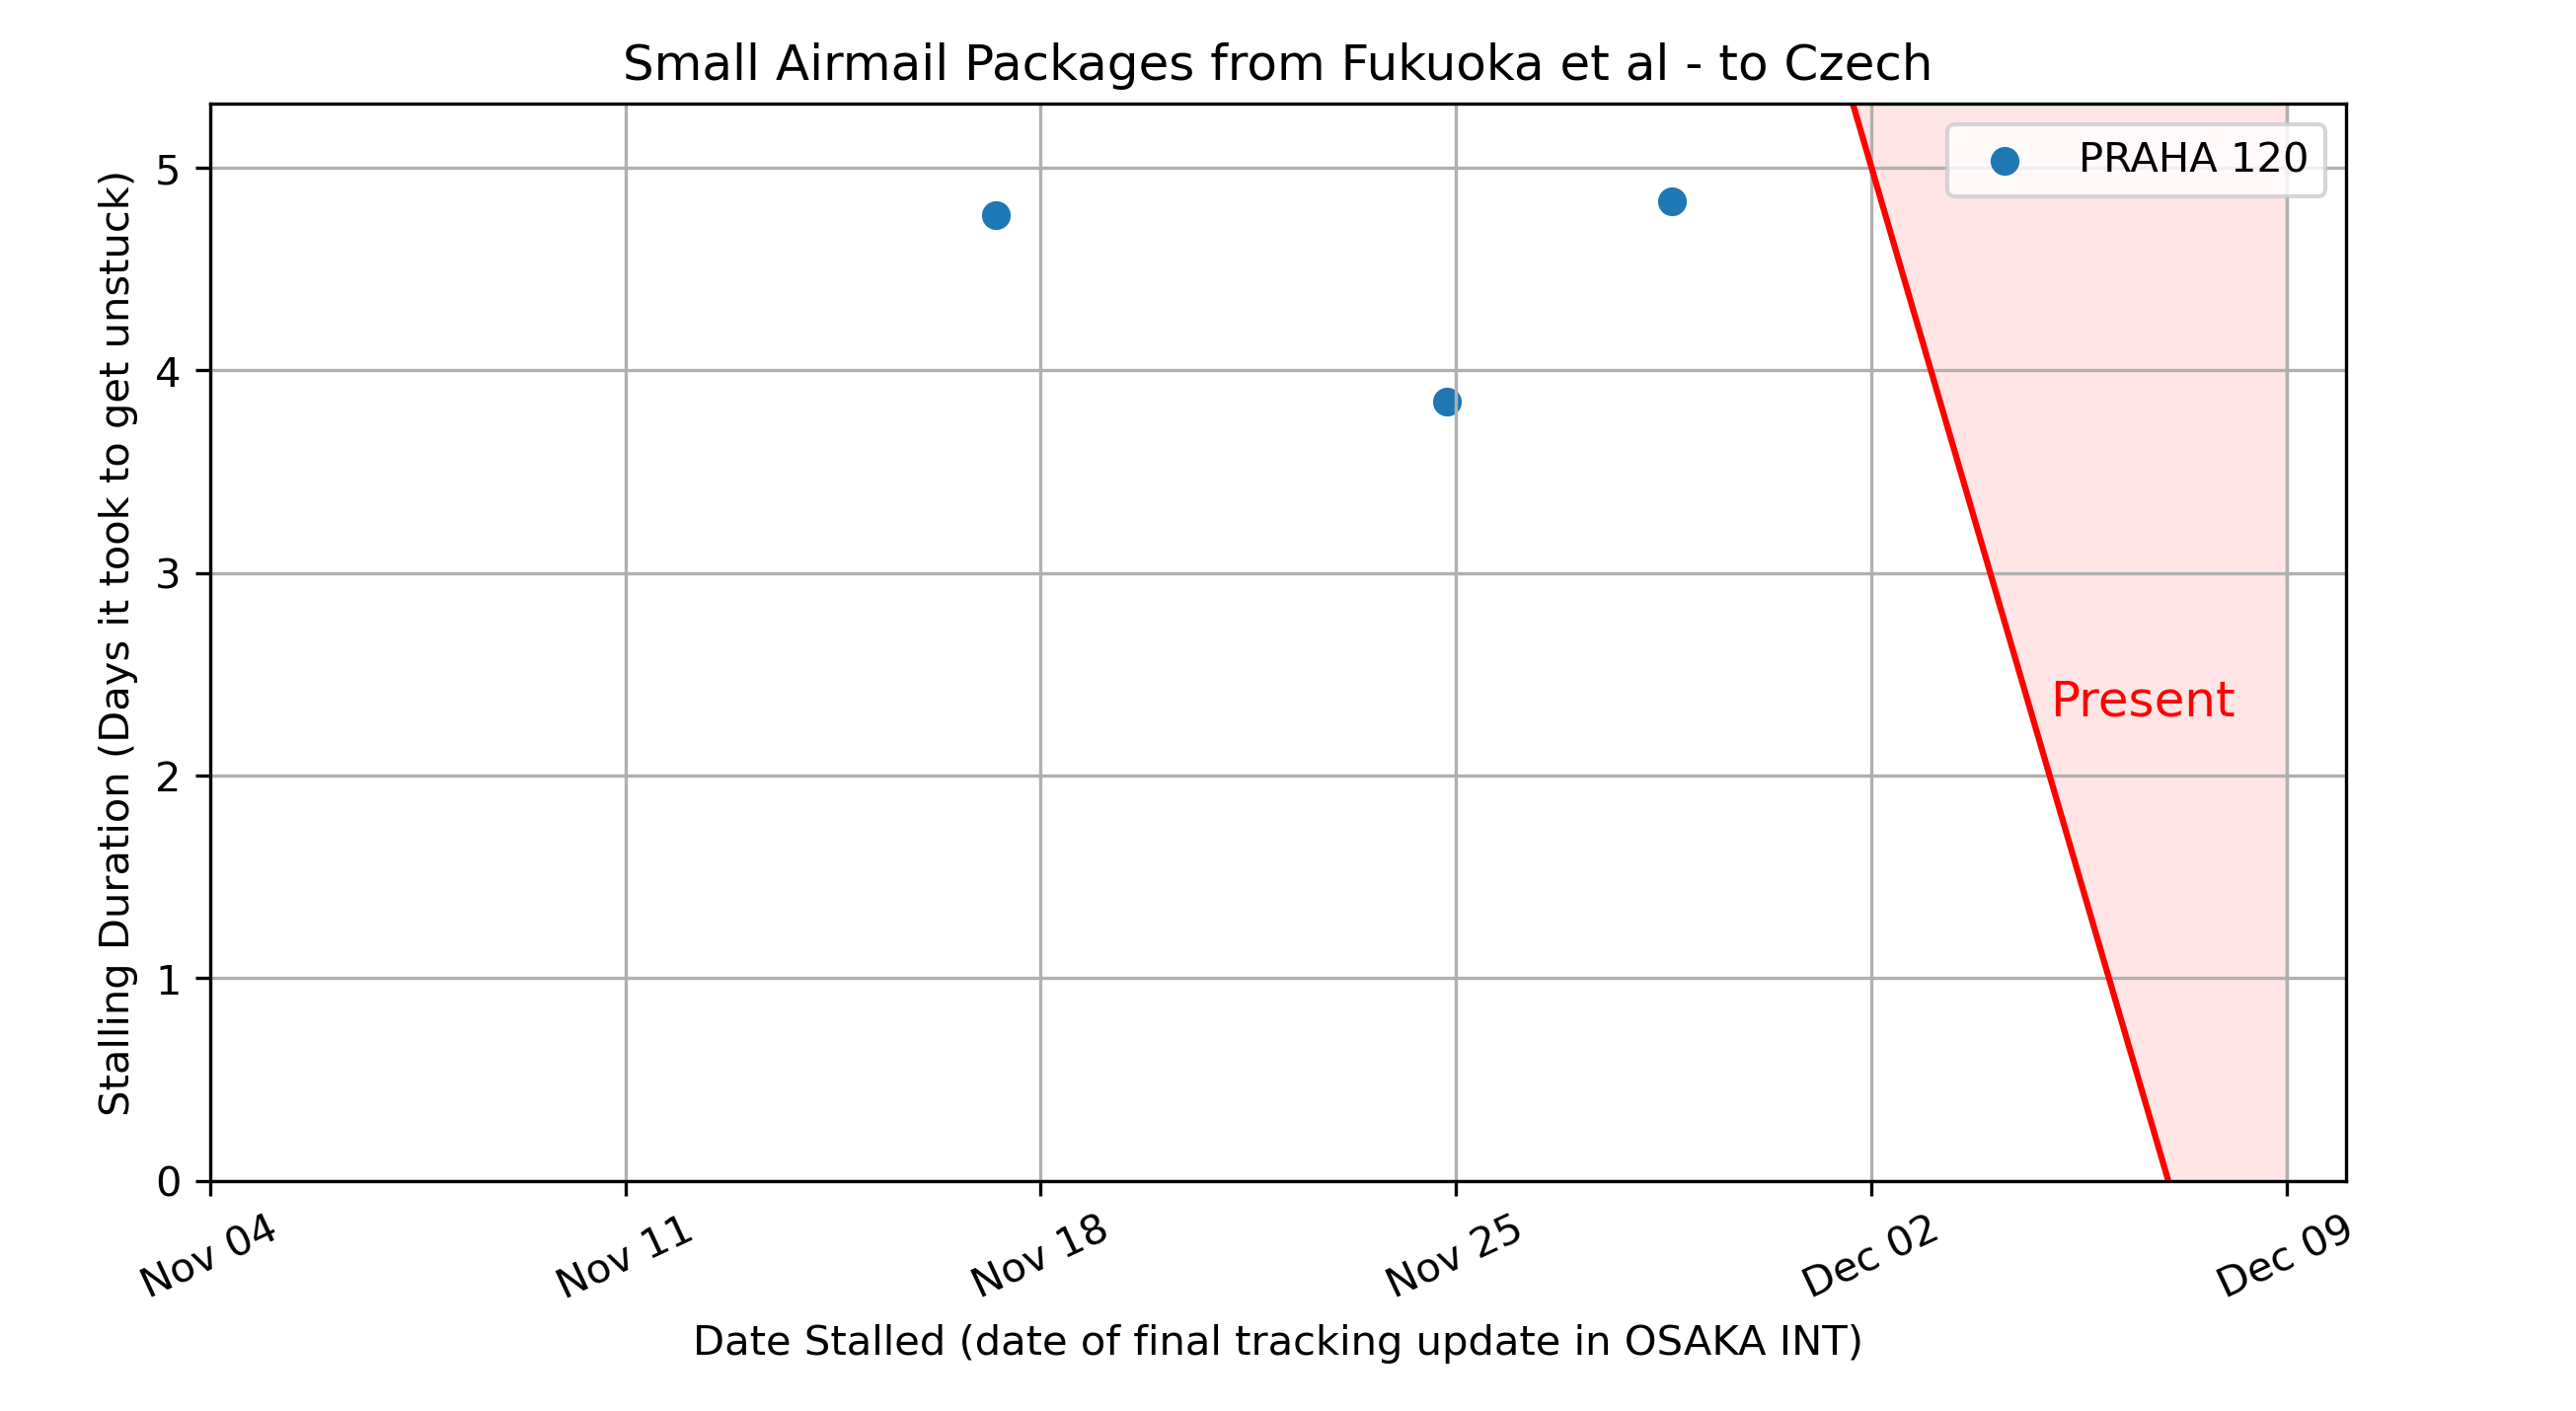 Small Airmail Packages from Fukuoka et al - to Czech
PRAHA 120
Stalling Duration (Days it took to get unstuck)
5
4
3
2
1
0
Present
Nov 04
Nov 11
Nov 18
Nov 25
Dec 02
Dec 09
Date Stalled (date of final tracking update in OSAKA INT)